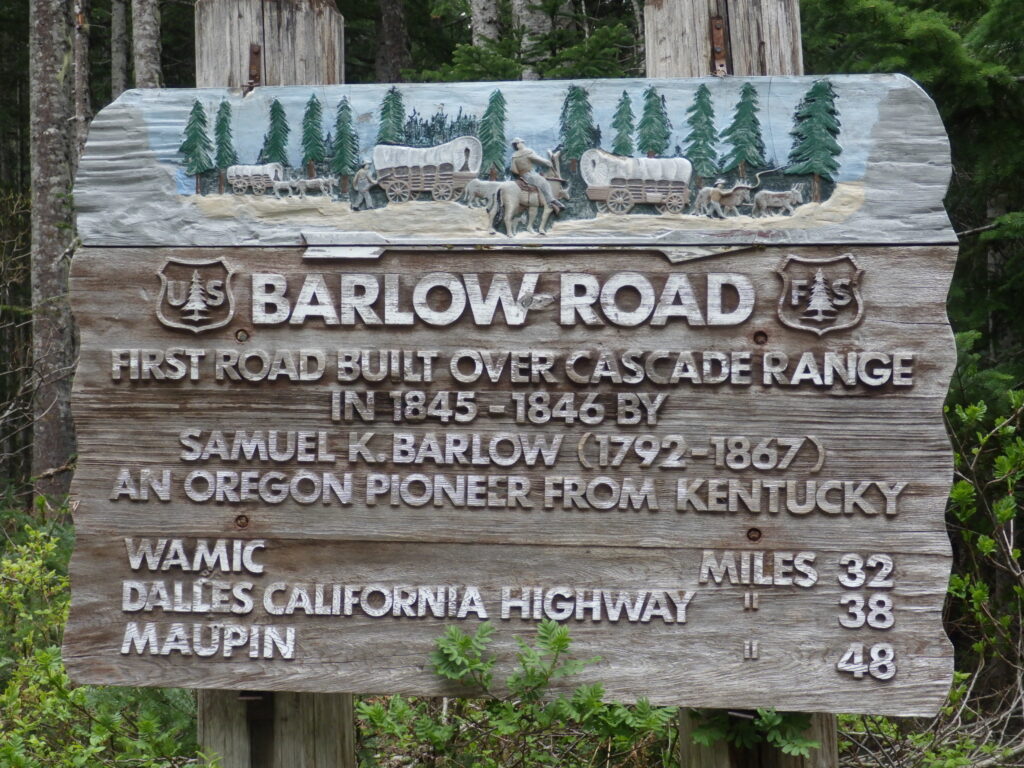 US BARLOW ROAD FS
FIRST ROAD BUILT OVER CASCADE RANGE
IN 1845-1846 BY
SAMUEL K. BARLOW (1792-1867)
AN OREGON PIONEER FROM KENTUCKY
WAMIC MILES 32
DALLES CALIFORNIA HIGHWAY " 38
MAUPIN " 48